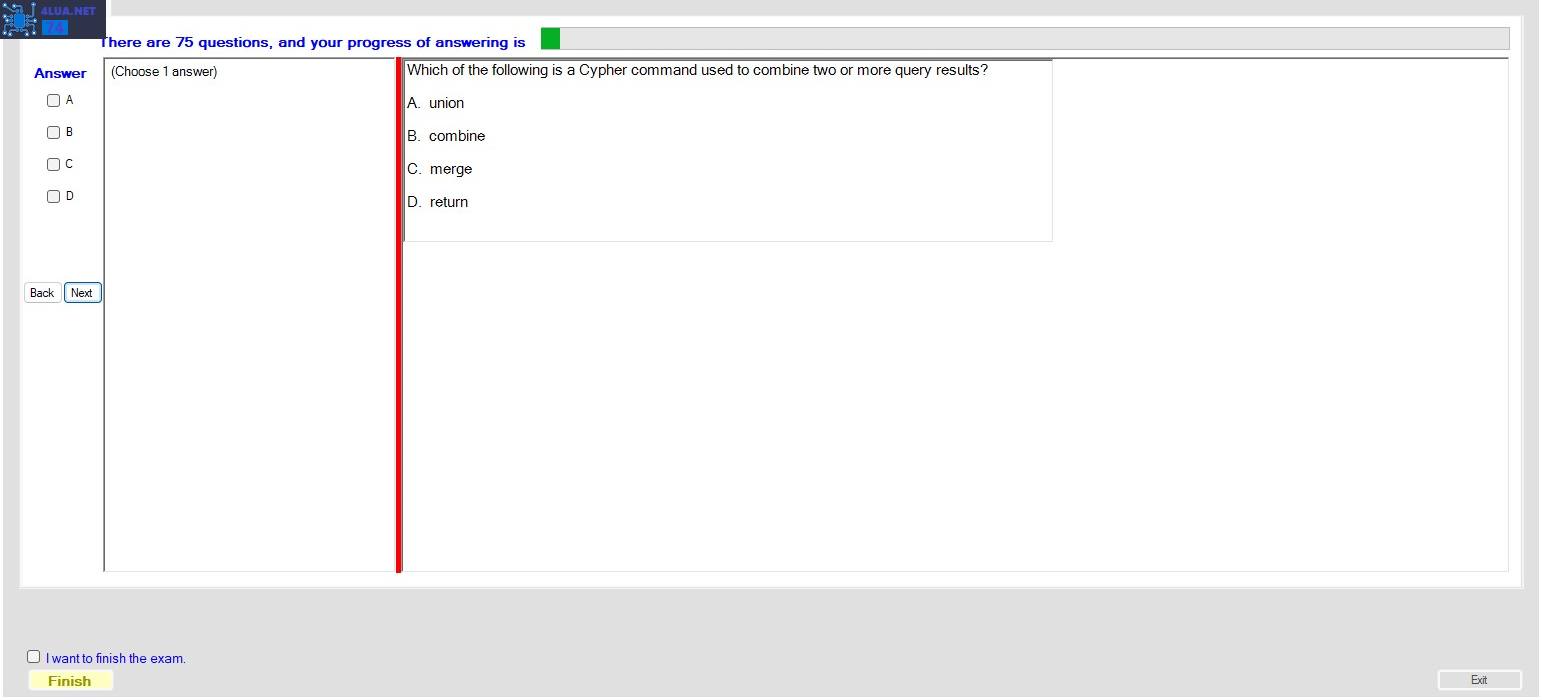 4LUA.NET
74
There are 75 questions, and your progress of answering is
Answer
(Choose 1 answer)
A
B
C
D
Back Next
Which of the following is a Cypher command used to combine two or more query results?
A. union
B. combine
C. merge
D. return
I want to finish the exam.
Finish
Exit